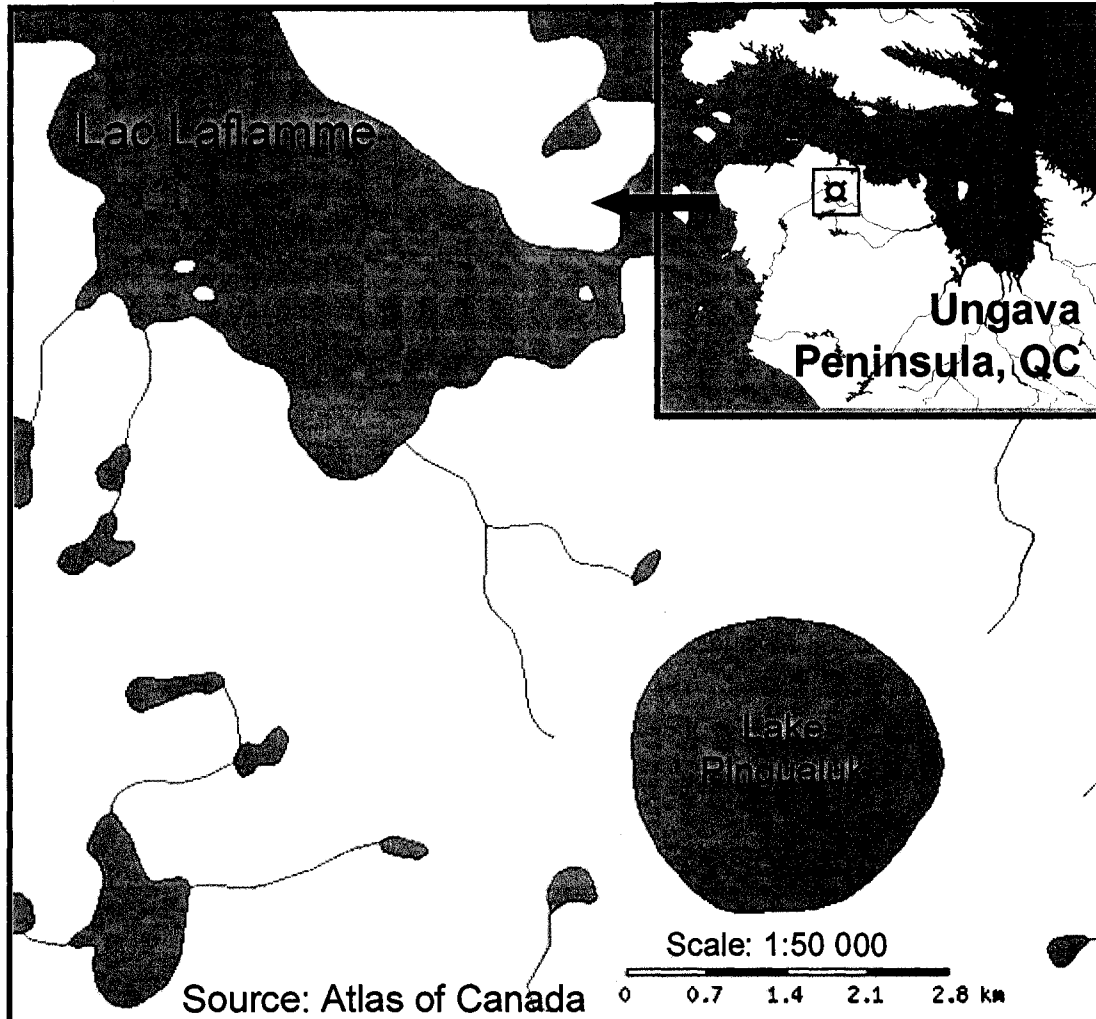 Lac Laflamme
Ungava
Peninsula, QC
Lake
Pingualuk
Scale: 1:50 000
0 0.7 1.4 2.1 2.8 km
Source: Atlas of Canada